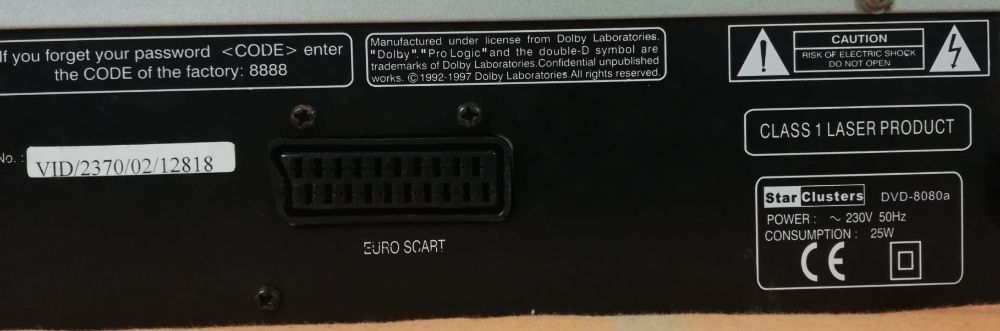 If you forget your password <CODE> enter
the CODE of the factory: 8888
Manufactured under license from Dolby Laboratories.
"Dolby". "Pro Logic" and the double-D symbol are
trademarks of Dolby Laboratories. Confidential unpublished
works. © 1992-1997 Dolby Laboratories. All rights reserved.
CAUTION
RISK OF ELECTRIC SHOCK
DO NOT OPEN
CLASS 1 LASER PRODUCT
No. : VID/2370/02/12818
EURO SCART
Star Clusters DVD-8080a
POWER : ~ 230V 50Hz
CONSUMPTION : 25W
CE